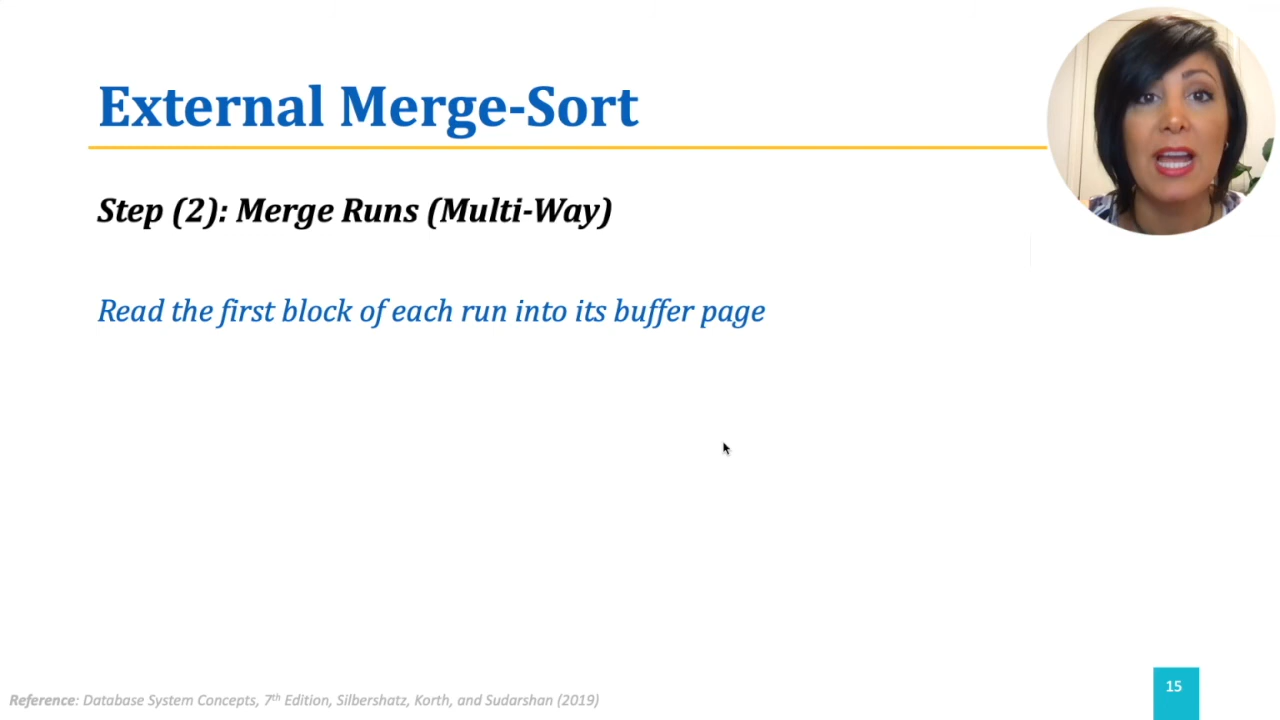 External Merge-Sort
Step (2): Merge Runs (Multi-Way)
Read the first block of each run into its buffer page
Reference: Database System Concepts, 7th Edition, Silbershatz, Korth, and Sudarshan (2019)
15